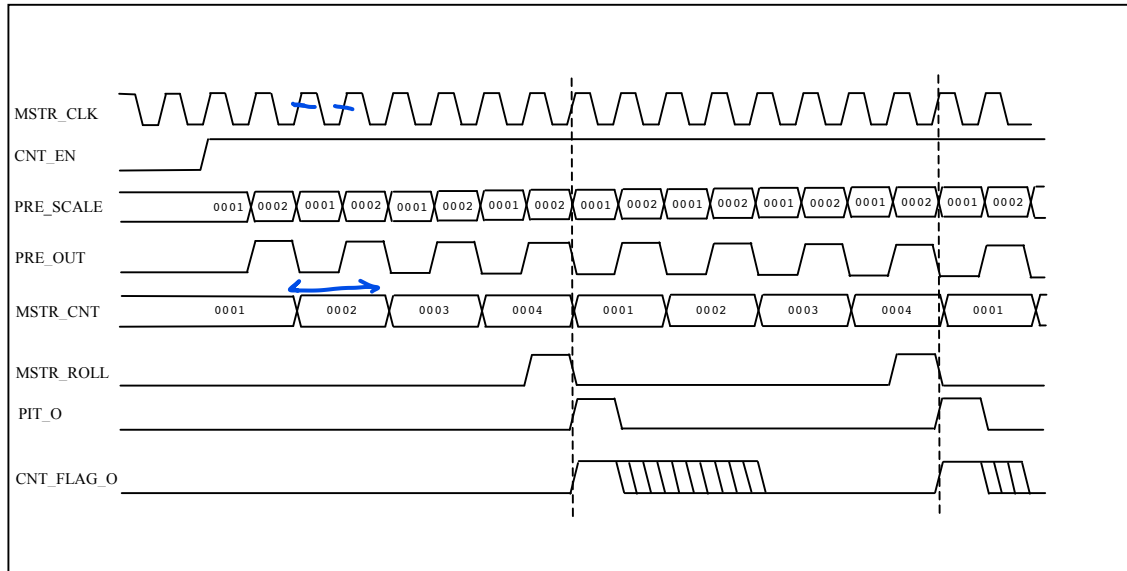 MSTR_CLK
CNT_EN
PRE_SCALE 0001 0002 0001 0002 0001 0002 0001 0002 0001 0002 0001 0002 0001 0002 0001 0002 0001 0002
PRE_OUT
MSTR_CNT 0001 0002 0003 0004 0001 0002 0003 0004 0001
MSTR_ROLL
PIT_O
CNT_FLAG_O